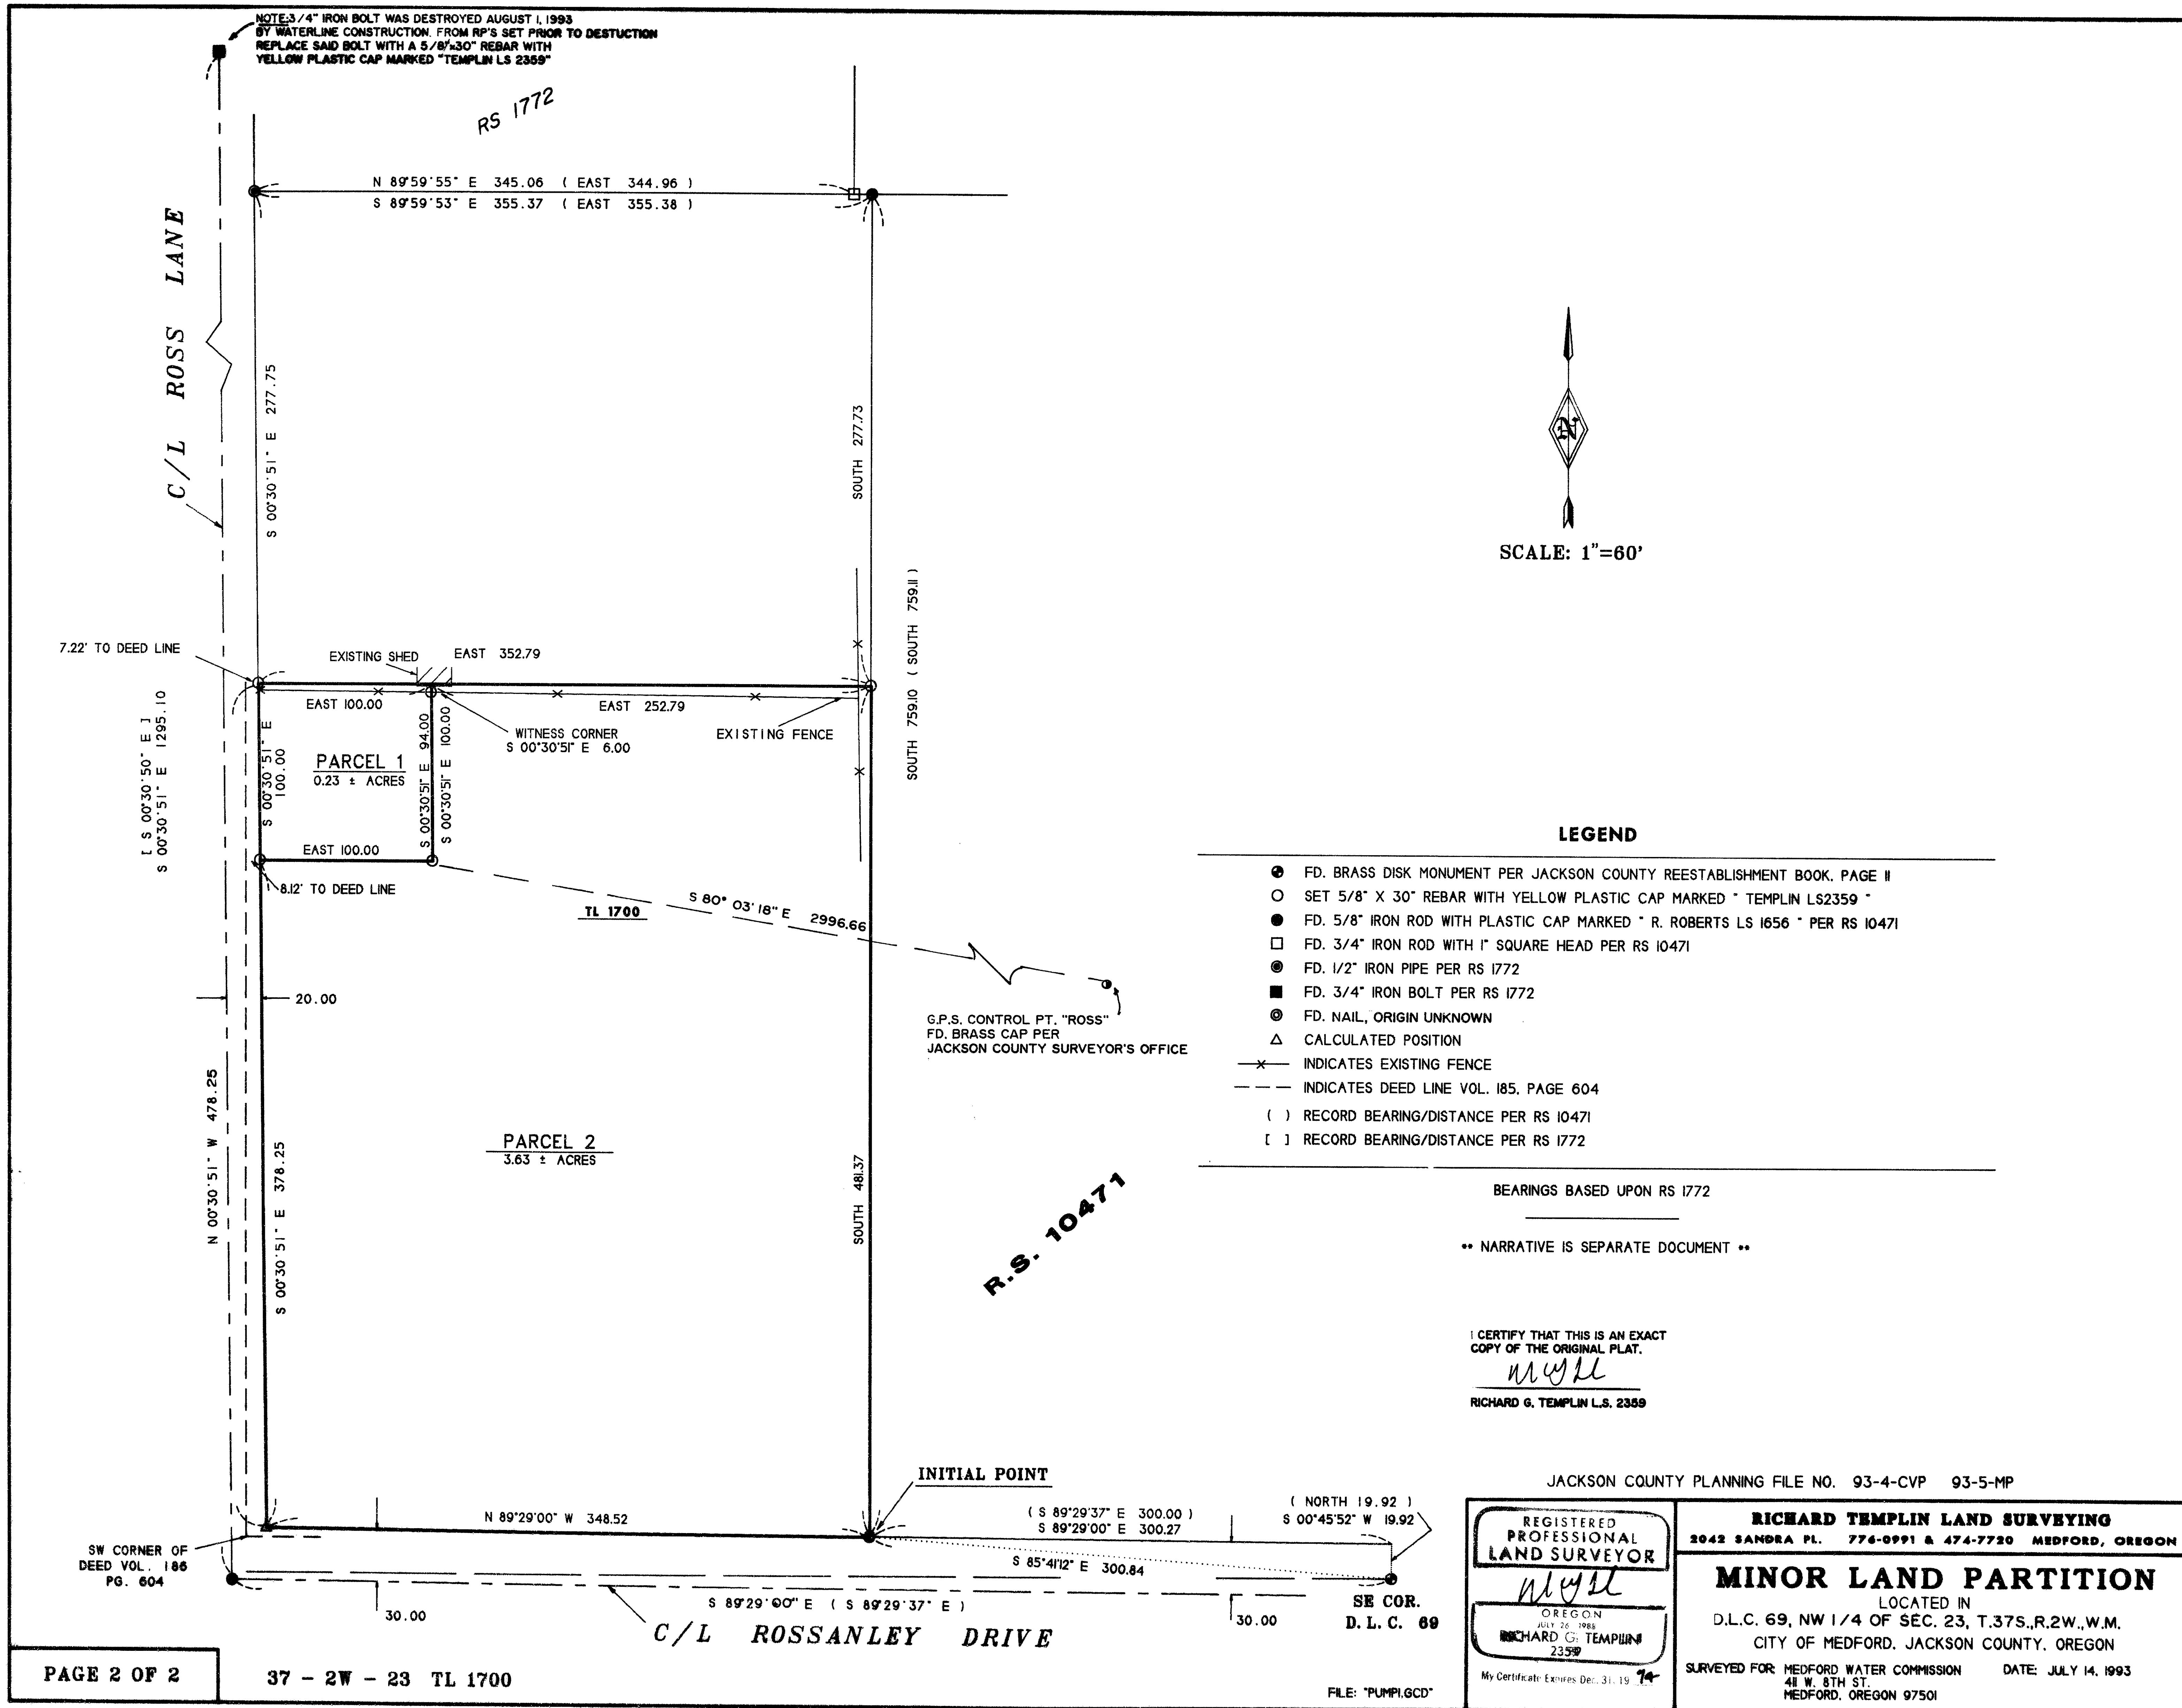 NOTE:3/4" IRON BOLT WAS DESTROYED AUGUST 1, 1993
BY WATERLINE CONSTRUCTION. FROM RP'S SET PRIOR TO DESTUCTION
REPLACE SAID BOLT WITH A 5/8"x30" REBAR WITH
YELLOW PLASTIC CAP MARKED "TEMPLIN LS 2359"
RS 1772
N 89°59'55" E 345.06 ( EAST 344.96 )
S 89°59'53" E 355.37 ( EAST 355.38 )
C/L ROSS LANE
S 00°30'51" E 277.75
SOUTH 277.73
SCALE: 1"=60'
SOUTH 759.10 ( SOUTH 759.11 )
7.22' TO DEED LINE
EXISTING SHED
EAST 352.79
EAST 100.00
EAST 252.79
WITNESS CORNER
S 00°30'51" E 6.00
EXISTING FENCE
[ S 00°30'50" E ]
S 00°30'51" E 1295.10
S 00°30'51" E
100.00
PARCEL 1
0.23 ± ACRES
S 00°30'51" E 94.00
S 00°30'51" E 100.00
EAST 100.00
8.12' TO DEED LINE
TL 1700
S 80° 03'18" E 2996.66
20.00
G.P.S. CONTROL PT. "ROSS"
FD. BRASS CAP PER
JACKSON COUNTY SURVEYOR'S OFFICE
LEGEND
FD. BRASS DISK MONUMENT PER JACKSON COUNTY REESTABLISHMENT BOOK. PAGE 11
SET 5/8" X 30" REBAR WITH YELLOW PLASTIC CAP MARKED " TEMPLIN LS2359 "
FD. 5/8" IRON ROD WITH PLASTIC CAP MARKED " R. ROBERTS LS 1656 " PER RS 10471
FD. 3/4" IRON ROD WITH 1" SQUARE HEAD PER RS 10471
FD. 1/2" IRON PIPE PER RS 1772
FD. 3/4" IRON BOLT PER RS 1772
FD. NAIL, ORIGIN UNKNOWN
CALCULATED POSITION
INDICATES EXISTING FENCE
INDICATES DEED LINE VOL. 185, PAGE 604
( ) RECORD BEARING/DISTANCE PER RS 10471
[ ] RECORD BEARING/DISTANCE PER RS 1772
BEARINGS BASED UPON RS 1772
** NARRATIVE IS SEPARATE DOCUMENT **
N 00°30'51" W 478.25
S 00°30'51" E 378.25
PARCEL 2
3.63 ± ACRES
SOUTH 481.37
R.S. 10471
I CERTIFY THAT THIS IS AN EXACT
COPY OF THE ORIGINAL PLAT.
RICHARD G. TEMPLIN L.S. 2359
INITIAL POINT
N 89°29'00" W 348.52
( S 89°29'37" E 300.00 )
S 89°29'00" E 300.27
( NORTH 19.92 )
S 00°45'52" W 19.92
S 85°41'12" E 300.84
SW CORNER OF
DEED VOL. 186
PG. 604
30.00
S 89°29'00" E ( S 89°29'37" E )
30.00
SE COR.
D.L.C. 69
C/L ROSSANLEY DRIVE
JACKSON COUNTY PLANNING FILE NO. 93-4-CVP 93-5-MP
REGISTERED
PROFESSIONAL
LAND SURVEYOR
OREGON
JULY 26 1988
RICHARD G. TEMPLIN
2359
My Certificate Expires Dec. 31, 19 94
RICHARD TEMPLIN LAND SURVEYING
2042 SANDRA PL. 776-0991 & 474-7720 MEDFORD, OREGON
MINOR LAND PARTITION
LOCATED IN
D.L.C. 69, NW 1/4 OF SEC. 23, T.37S.,R.2W.,W.M.
CITY OF MEDFORD. JACKSON COUNTY. OREGON
SURVEYED FOR: MEDFORD WATER COMMISSION DATE: JULY 14, 1993
411 W. 8TH ST.
MEDFORD. OREGON 97501
PAGE 2 OF 2
37 - 2W - 23 TL 1700
FILE: "PUMP1.GCD"